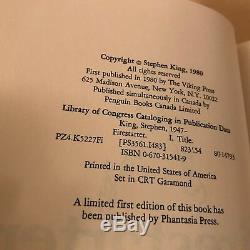 Copyright © Stephen King, 1980
All rights reserved
First published in 1980 by The Viking Press
625 Madison Avenue, New York, N.Y. 10022
Published simultaneously in Canada by
Penguin Books Canada Limited
Library of Congress Cataloging in Publication Data
King, Stephen, 1947–
Firestarter.
I. Title.
PZ4.K5227Fi [PS3561.I483] 823'.54 80-14793
ISBN 0-670-31541-9
Printed in the United States of America
Set in CRT Garamond
A limited first edition of this book has
been published by Phantasia Press.